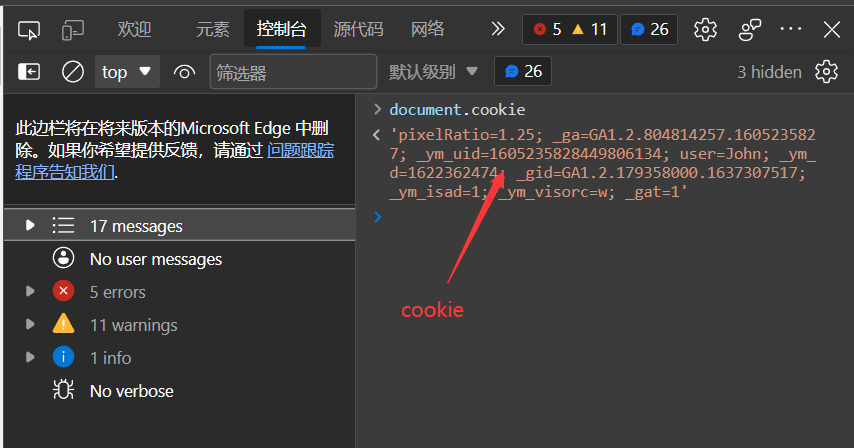 欢迎 元素 控制台 源代码 网络 5 11 26
top 筛选器 默认级别 26 3 hidden
此边栏将在将来版本的Microsoft Edge 中删
除。如果你希望提供反馈，请通过 问题跟踪
程序告知我们.
17 messages
No user messages
5 errors
11 warnings
1 info
No verbose
document.cookie
'pixelRatio=1.25; _ga=GA1.2.804814257.160523582
7; _ym_uid=1605235828449806134; user=John; _ym_
d=1622362474; _gid=GA1.2.179358000.1637307517;
_ym_isad=1; _ym_visorc=w; _gat=1'
cookie